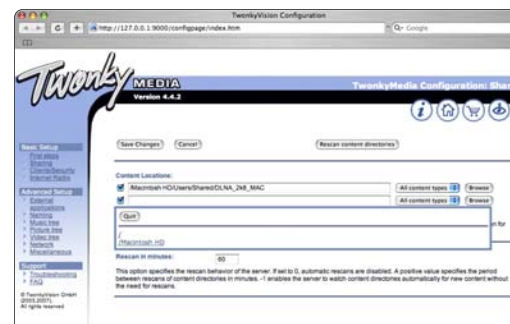 TwonkyVision Configuration
http://127.0.0.1:9000/configpage/index.htm
Q- Google
Twonky
MEDIA
Version 4.4.2
TwonkyMedia Configuration: Shar
Save Changes
Cancel
Rescan content directories
Basic Setup
First steps
Sharing
Clients/Security
Internet Radio
Advanced Setup
External applications
Naming
Music tree
Picture tree
Video tree
Network
Miscellaneous
Support
Troubleshooting
FAQ
© TwonkyVision GmbH
(2003,2007).
All rights reserved
Content Locations:
/Macintosh HD/Users/Shared/DLNA_2k8_MAC
All content types
Browse
All content types
Browse
Quit
/
/Macintosh HD
on for
Rescan in minutes:
60
This option specifies the rescan behavior of the server. If set to 0, automatic rescans are disabled. A positive value specifies the period
between rescans of content directories in minutes. -1 enables the server to watch content directories automatically for new content without
the need for rescans.